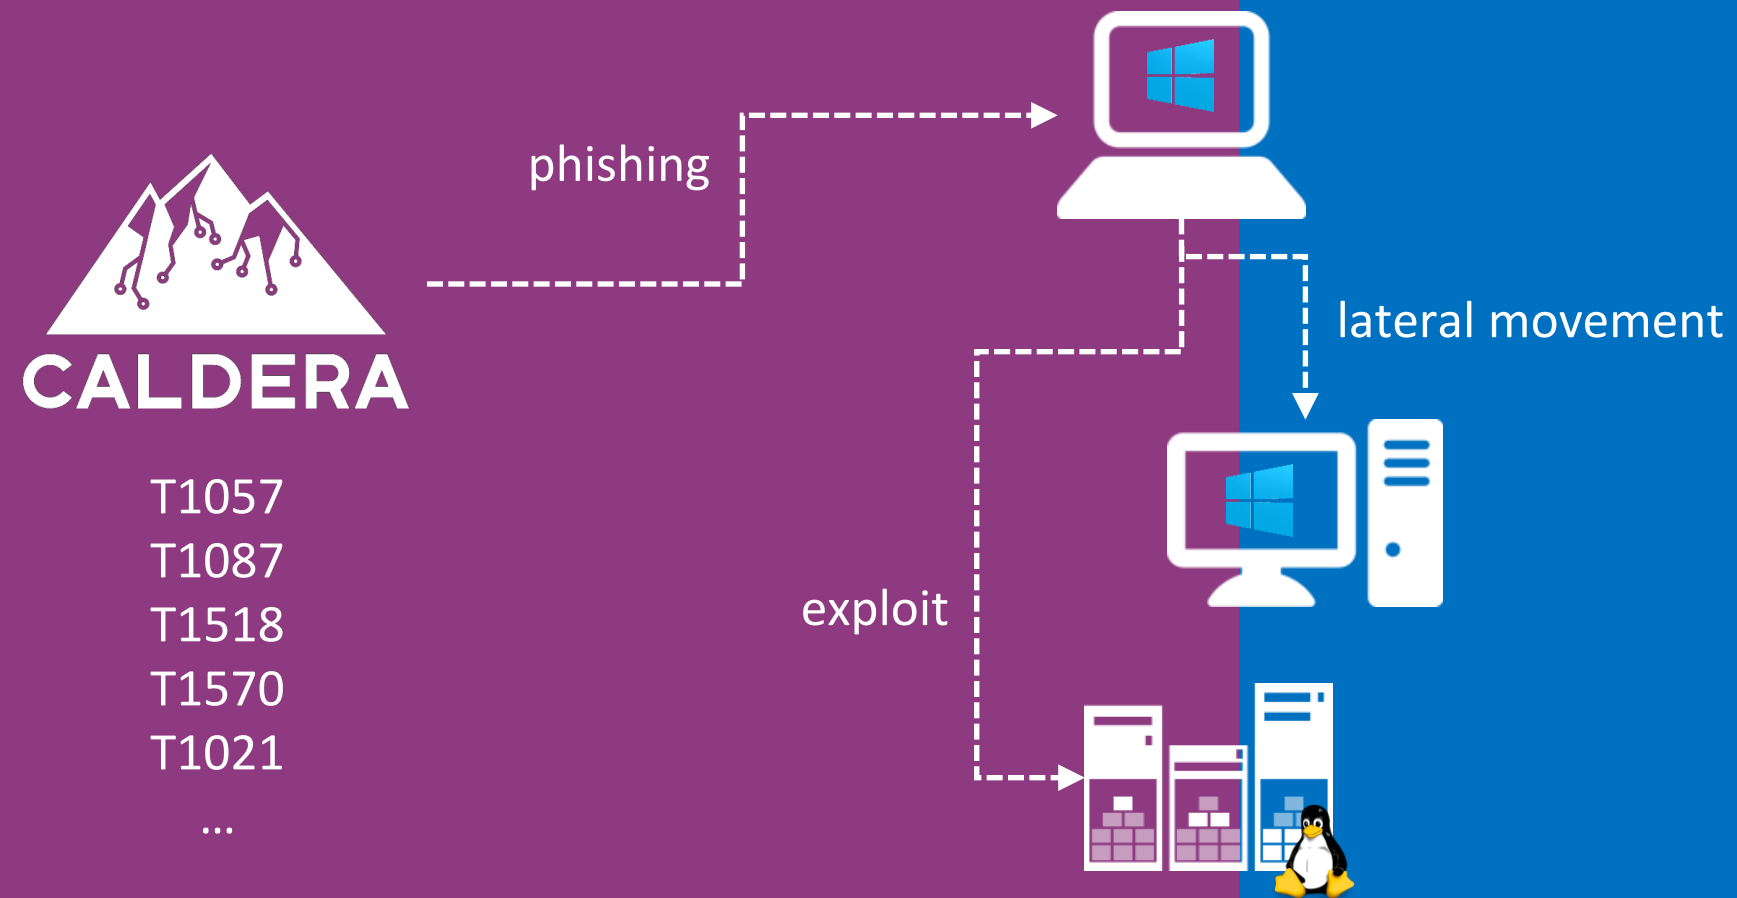 phishing
lateral movement
CALDERA
T1057
T1087
T1518
T1570
T1021
...
exploit